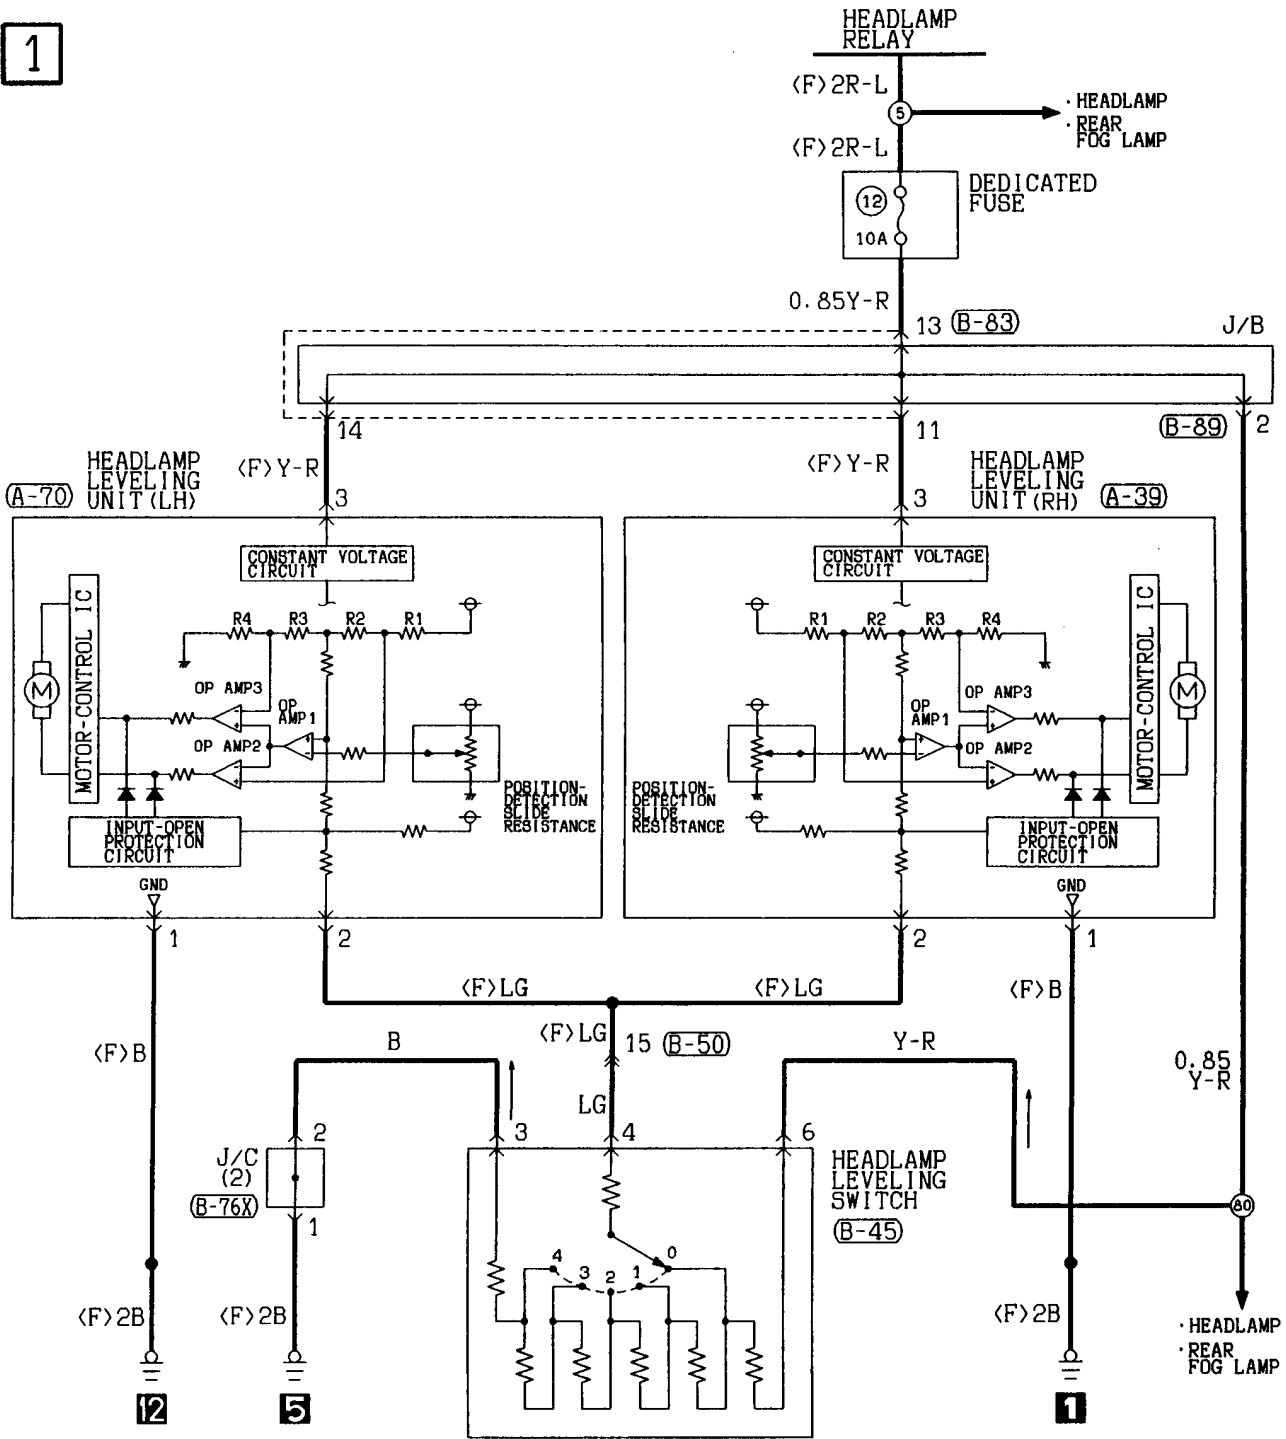 1
HEADLAMP
RELAY
<F>2R-L
5
· HEADLAMP
· REAR
FOG LAMP
<F>2R-L
12
10A
DEDICATED
FUSE
0.85Y-R
13 B-83
J/B
14
11
B-89 2
HEADLAMP
LEVELING
UNIT(LH)
A-70
<F>Y-R
3
<F>Y-R
3
HEADLAMP
LEVELING
UNIT(RH)
A-39
CONSTANT VOLTAGE
CIRCUIT
CONSTANT VOLTAGE
CIRCUIT
R4 R3 R2 R1
R1 R2 R3 R4
MOTOR-CONTROL IC
M
OP AMP3
OP
AMP1
OP AMP2
POSITION-
DETECTION
SLIDE
RESISTANCE
INPUT-OPEN
PROTECTION
CIRCUIT
GND
POSITION-
DETECTION
SLIDE
RESISTANCE
OP
AMP1
OP AMP3
OP AMP2
MOTOR-CONTROL IC
M
INPUT-OPEN
PROTECTION
CIRCUIT
GND
1
2
2
1
<F>LG
<F>LG
<F>B
<F>B
B
<F>LG
15 B-50
LG
Y-R
0.85
Y-R
2
J/C
(2)
B-76X
1
3
4
6
HEADLAMP
LEVELING
SWITCH
B-45
80
4 3 2 1 0
<F>2B
<F>2B
<F>2B
· HEADLAMP
· REAR
FOG LAMP
12
5
1